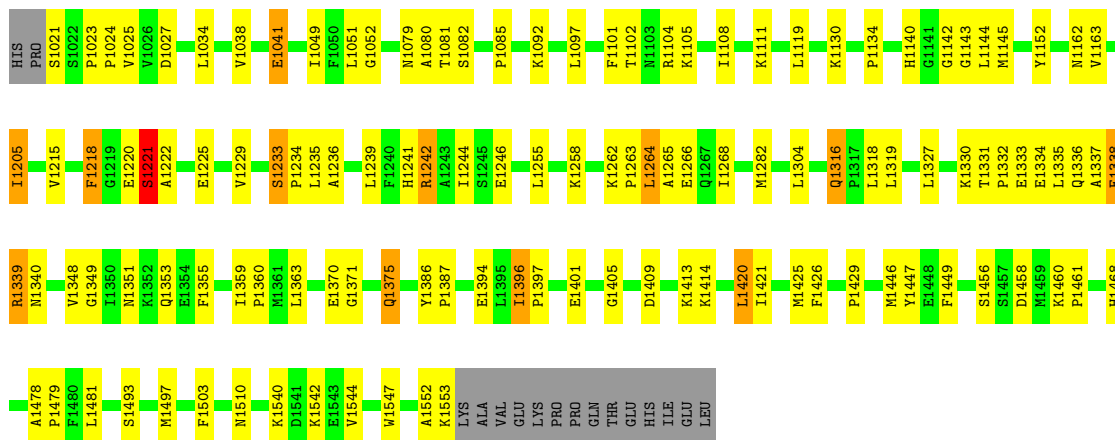 HIS PRO S1021 S1022 P1023 P1024 V1025 V1026 D1027 L1034 V1038 E1041 I1049 F1050 L1051 G1052 N1079 A1080 T1081 S1082 P1085 K1092 L1097 F1101 T1102 N1103 R1104 K1105 I1108 K1111 L1119 K1130 P1134 H1140 G1141 G1142 G1143 L1144 M1145 Y1152 N1162 V1163
I1205 V1215 F1218 G1219 E1220 S1221 A1222 E1225 V1229 S1233 P1234 L1235 A1236 L1239 F1240 H1241 R1242 A1243 I1244 S1245 E1246 L1255 K1258 K1262 P1263 L1264 A1265 E1266 Q1267 I1268 M1282 L1304 Q1316 P1317 L1318 L1319 L1327 K1330 T1331 P1332 E1333 E1334 L1335 Q1336 A1337
R1339 N1340 V1348 G1349 I1350 N1351 K1352 Q1353 E1354 F1355 I1359 P1360 M1361 L1363 E1370 G1371 Q1375 Y1386 P1387 E1394 L1395 I1396 P1397 E1401 G1405 D1409 K1413 K1414 L1420 I1421 M1425 F1426 P1429 M1446 Y1447 E1448 F1449 S1456 S1457 D1458 M1459 K1460 P1461
A1478 P1479 F1480 L1481 S1493 M1497 F1503 N1510 K1540 D1541 K1542 E1543 V1544 W1547 A1552 K1553 LYS ALA VAL GLU LYS PRO PRO GLN THR GLU HIS ILE GLU LEU